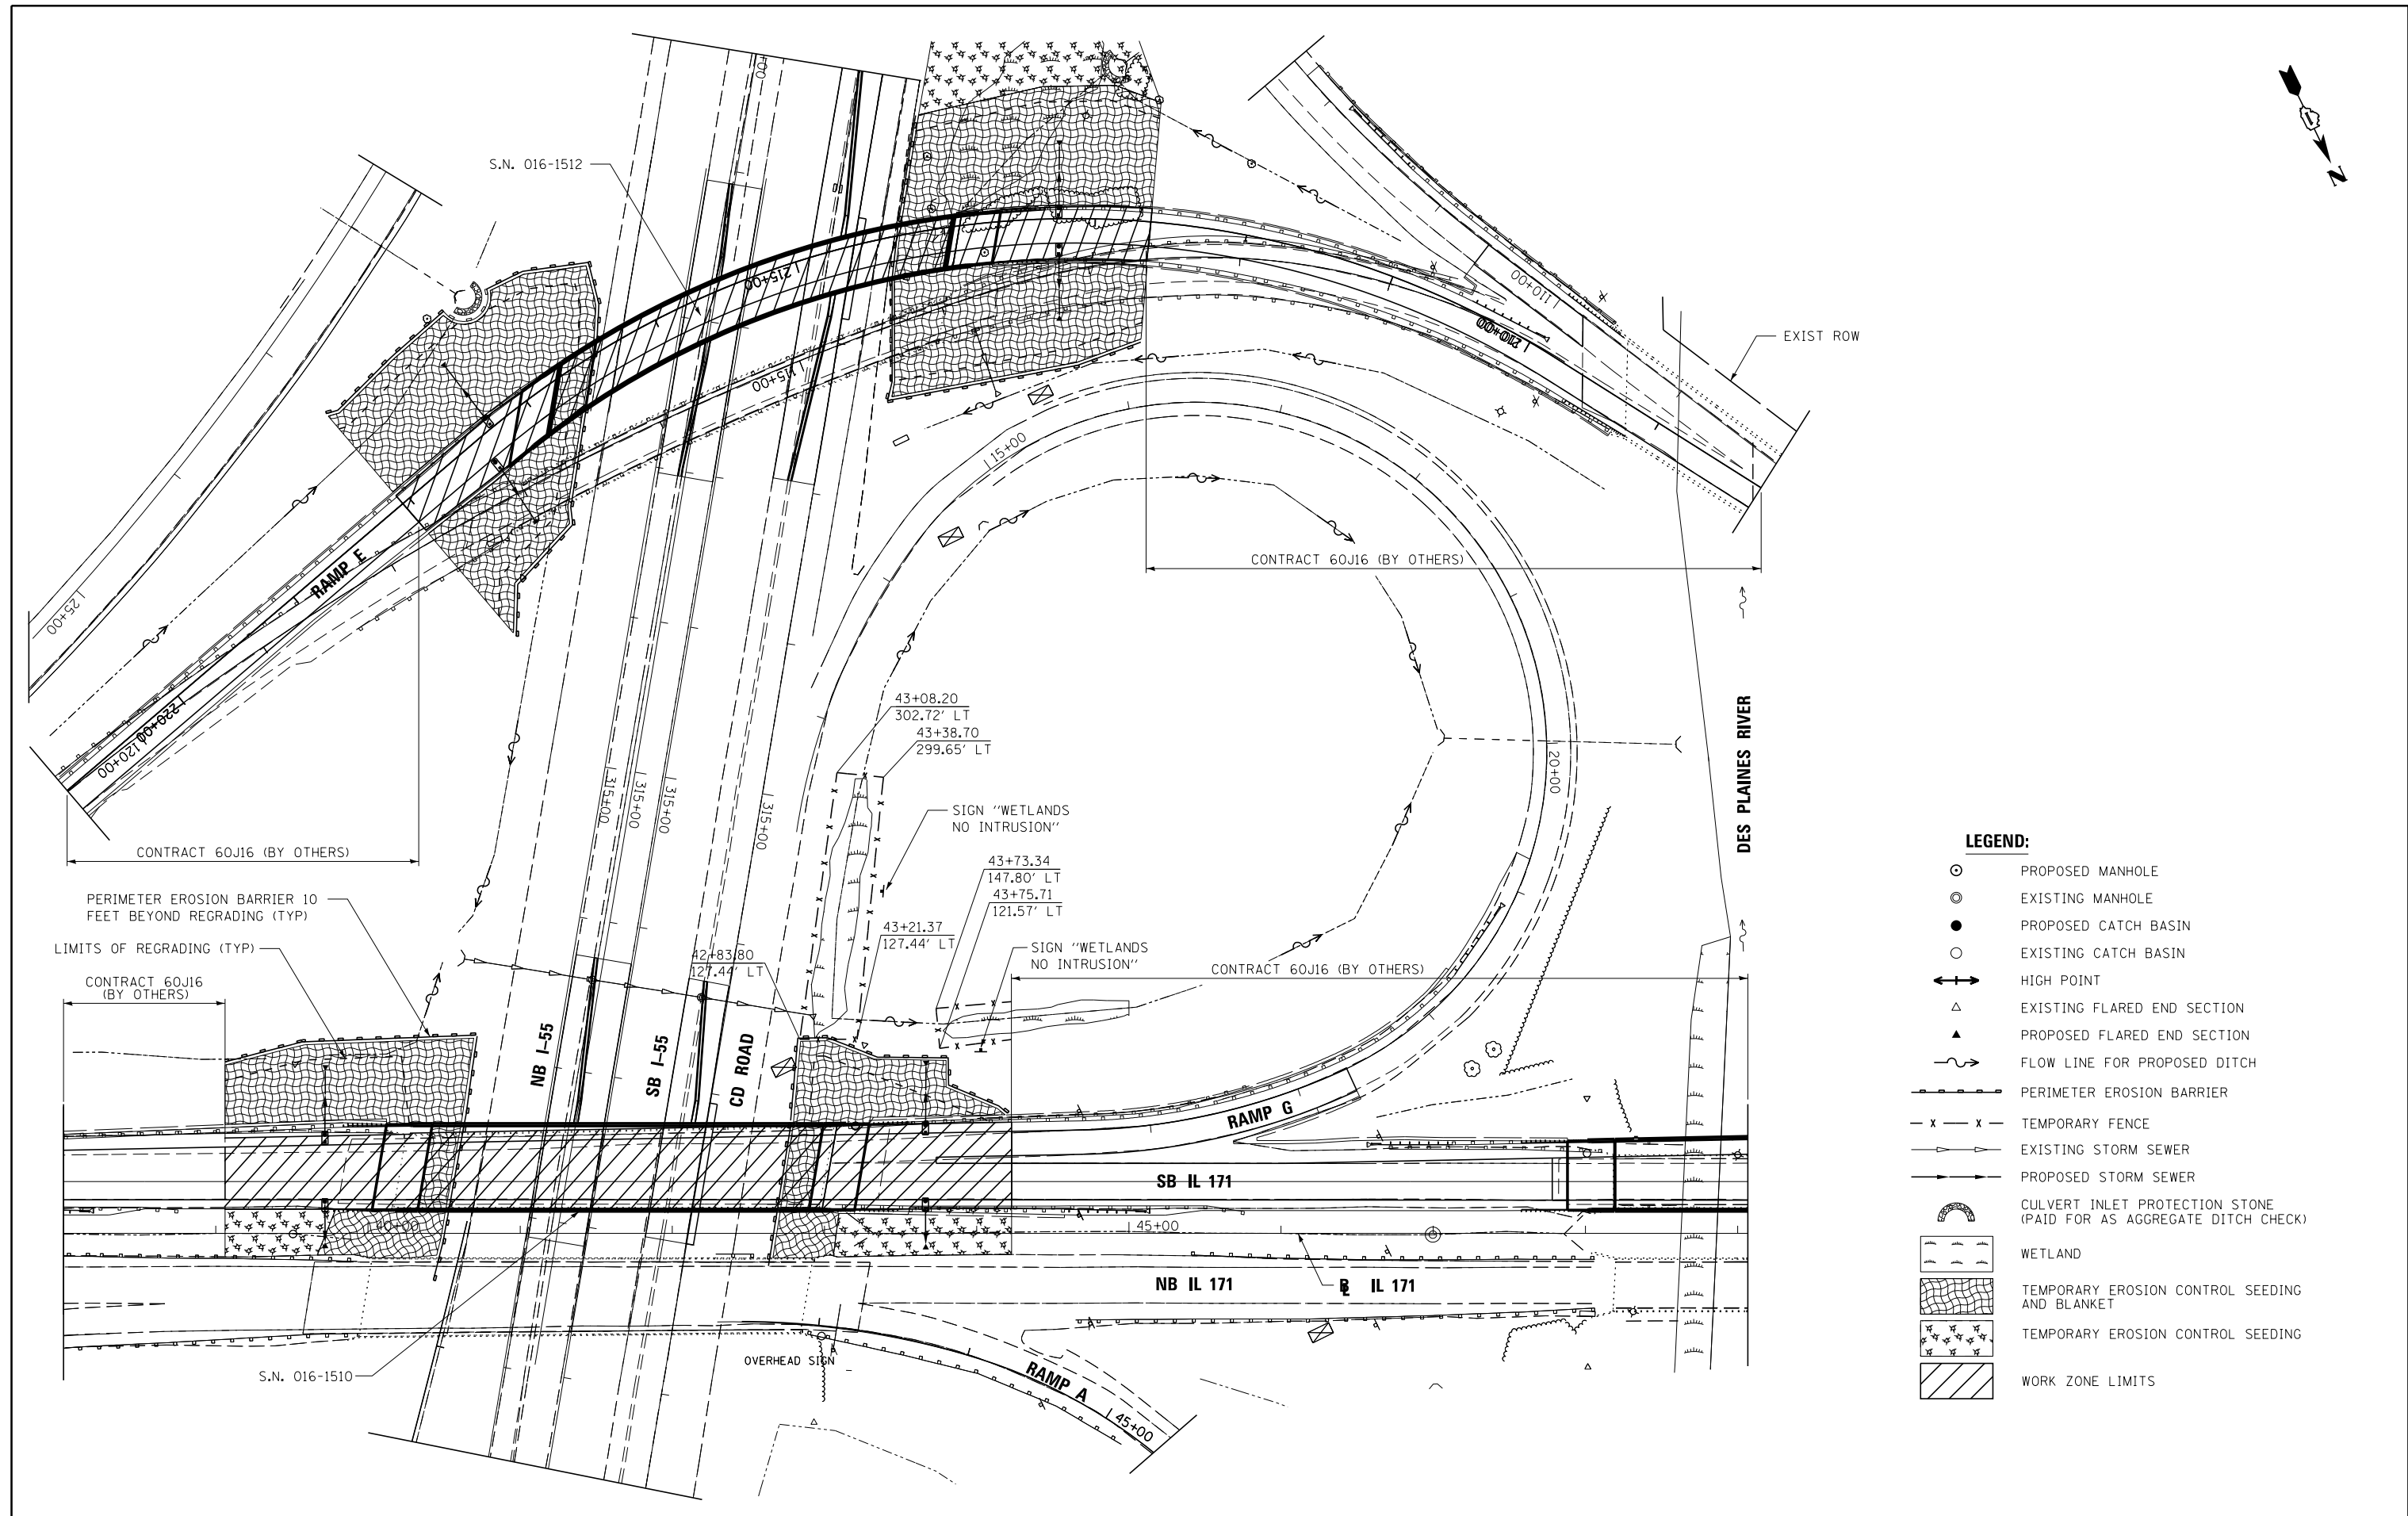 S.N. 016-1512
N
EXIST ROW
215+00
115+00
110+00
210+00
15+00
CONTRACT 60J16 (BY OTHERS)
RAMP E
125+00
220+00
120+00
43+08.20
302.72' LT
43+38.70
299.65' LT
SIGN "WETLANDS
NO INTRUSION"
315+00
315+00
315+00
315+00
20+00
DES PLAINES RIVER
CONTRACT 60J16 (BY OTHERS)
43+73.34
147.80' LT
43+75.71
121.57' LT
PERIMETER EROSION BARRIER 10
FEET BEYOND REGRADING (TYP)
LIMITS OF REGRADING (TYP)
43+21.37
127.44' LT
42+83.80
127.44' LT
SIGN "WETLANDS
NO INTRUSION"
CONTRACT 60J16 (BY OTHERS)
CONTRACT 60J16
(BY OTHERS)
NB I-55
SB I-55
CD ROAD
RAMP G
SB IL 171
45+00
NB IL 171
IL 171
S.N. 016-1510
OVERHEAD SIGN
RAMP A
45+00
LEGEND:
PROPOSED MANHOLE
EXISTING MANHOLE
PROPOSED CATCH BASIN
EXISTING CATCH BASIN
HIGH POINT
EXISTING FLARED END SECTION
PROPOSED FLARED END SECTION
FLOW LINE FOR PROPOSED DITCH
PERIMETER EROSION BARRIER
TEMPORARY FENCE
EXISTING STORM SEWER
PROPOSED STORM SEWER
CULVERT INLET PROTECTION STONE
(PAID FOR AS AGGREGATE DITCH CHECK)
WETLAND
TEMPORARY EROSION CONTROL SEEDING
AND BLANKET
TEMPORARY EROSION CONTROL SEEDING
WORK ZONE LIMITS